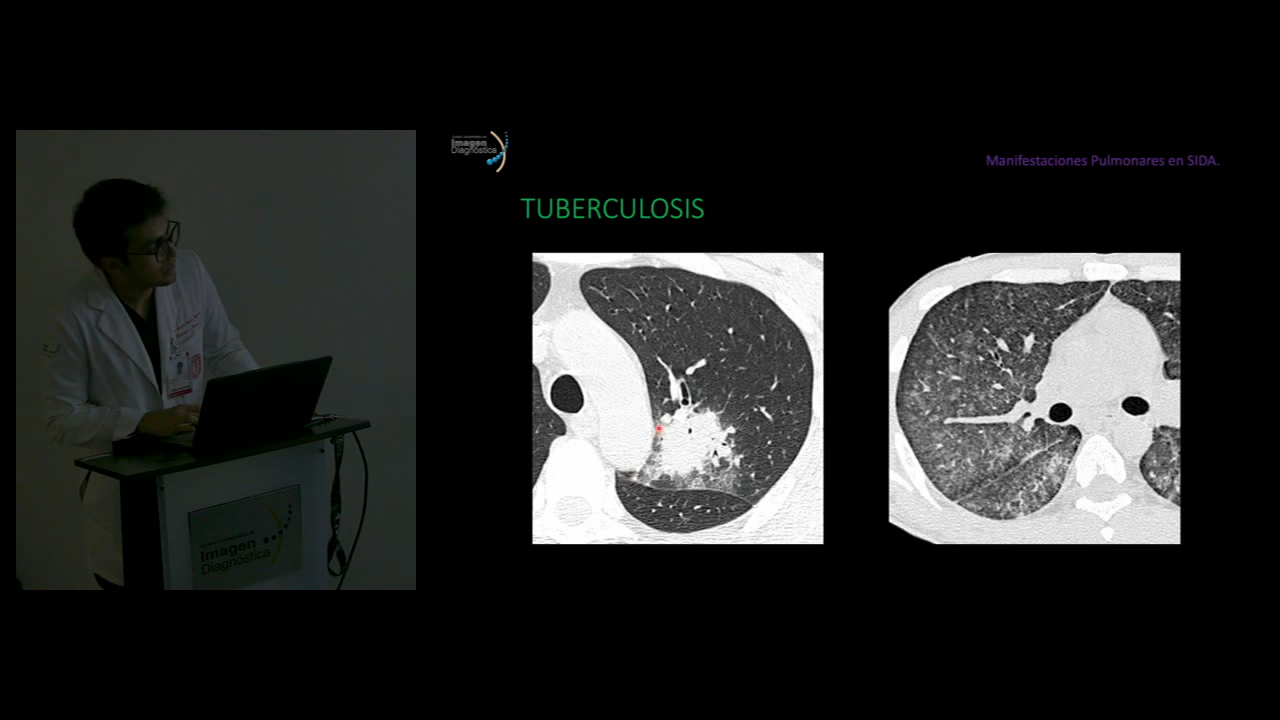 Imagen
Diagnóstica
Manifestaciones Pulmonares en SIDA.
TUBERCULOSIS
Imagen
Diagnóstica